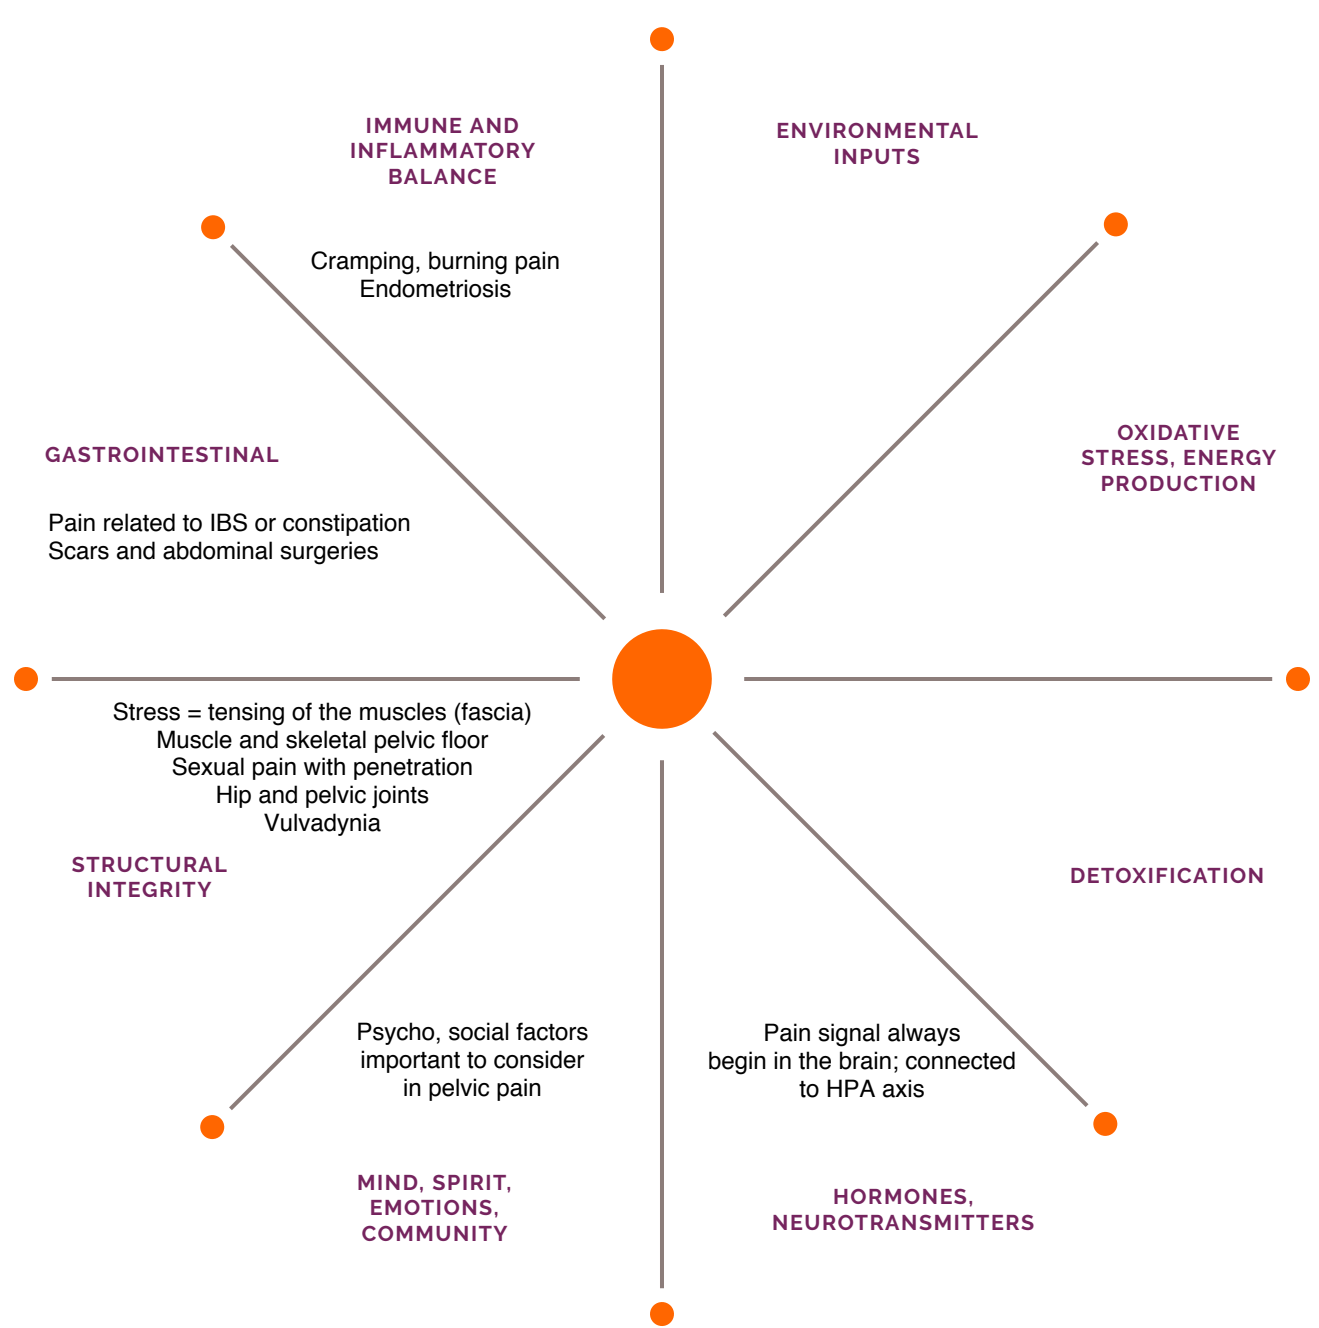 IMMUNE AND
INFLAMMATORY
BALANCE
Cramping, burning pain
Endometriosis
ENVIRONMENTAL
INPUTS
OXIDATIVE
STRESS, ENERGY
PRODUCTION
GASTROINTESTINAL
Pain related to IBS or constipation
Scars and abdominal surgeries
Stress = tensing of the muscles (fascia)
Muscle and skeletal pelvic floor
Sexual pain with penetration
Hip and pelvic joints
Vulvadynia
STRUCTURAL
INTEGRITY
DETOXIFICATION
Psycho, social factors
important to consider
in pelvic pain
MIND, SPIRIT,
EMOTIONS,
COMMUNITY
Pain signal always
begin in the brain; connected
to HPA axis
HORMONES,
NEUROTRANSMITTERS